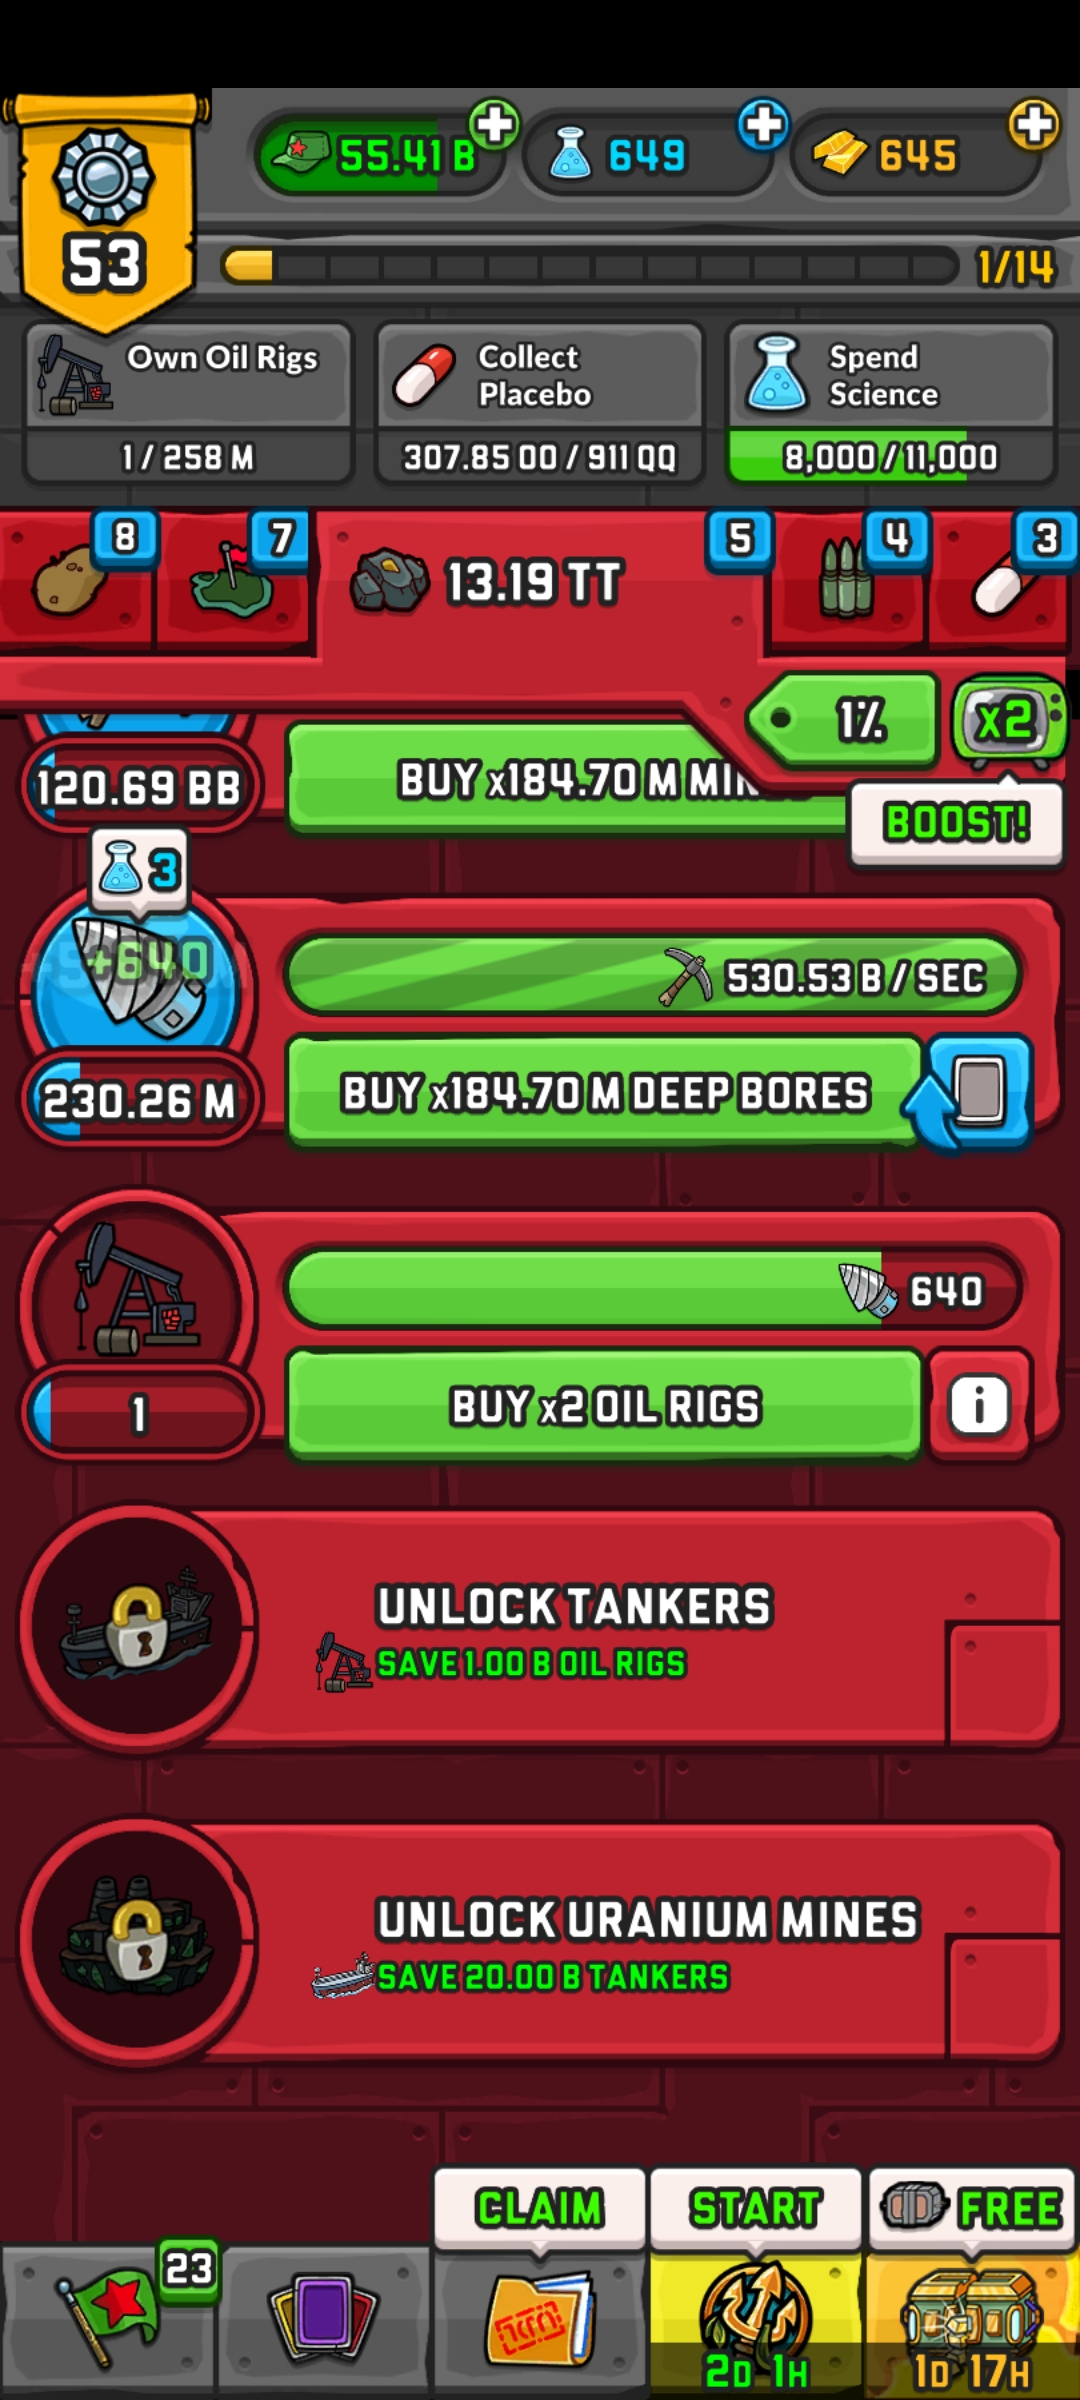 55.41 B
649
645
53
1/14
Own Oil Rigs
Collect
Placebo
Spend
Science
1 / 258 M
307.85 OO / 911 QQ
8,000 / 11,000
8
7
13.19 TT
5
4
3
1%
x2
120.69 BB
BUY x184.70 M
BOOST!
3
+640
530.53 B / SEC
230.26 M
BUY x184.70 M DEEP BORES
640
1
BUY x2 OIL RIGS
i
UNLOCK TANKERS
SAVE 1.00 B OIL RIGS
UNLOCK URANIUM MINES
SAVE 20.00 B TANKERS
CLAIM
START
FREE
23
2D 1H
1D 17H